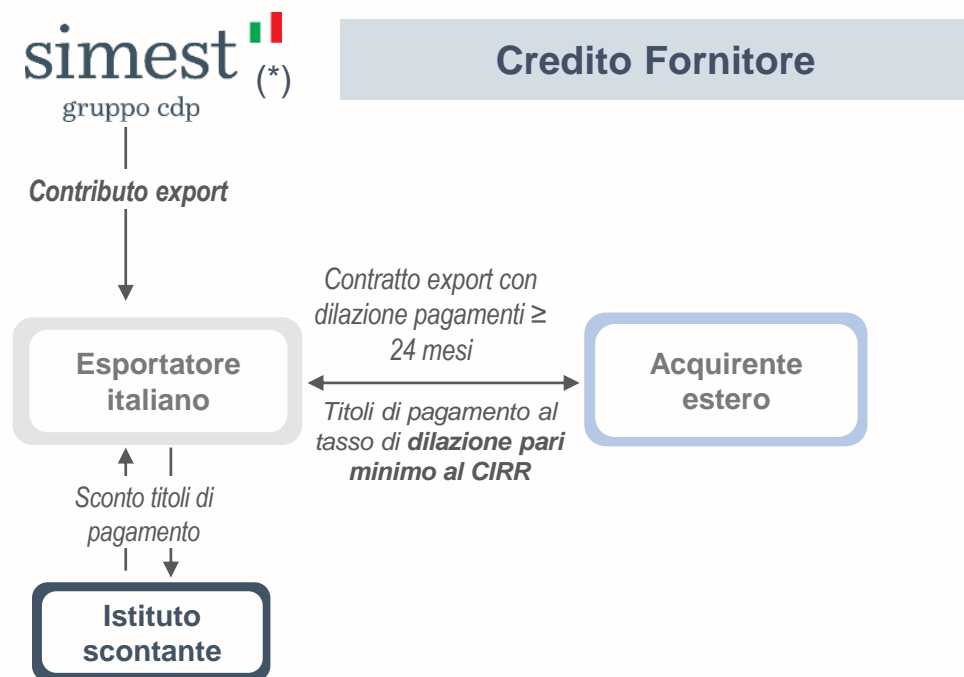 simest
(*)
gruppo cdp
Credito Fornitore
Contributo export
Contratto export con
dilazione pagamenti ≥
24 mesi
Esportatore
italiano
Acquirente
estero
Titoli di pagamento al
tasso di dilazione pari
minimo al CIRR
Sconto titoli di
pagamento
Istituto
scontante